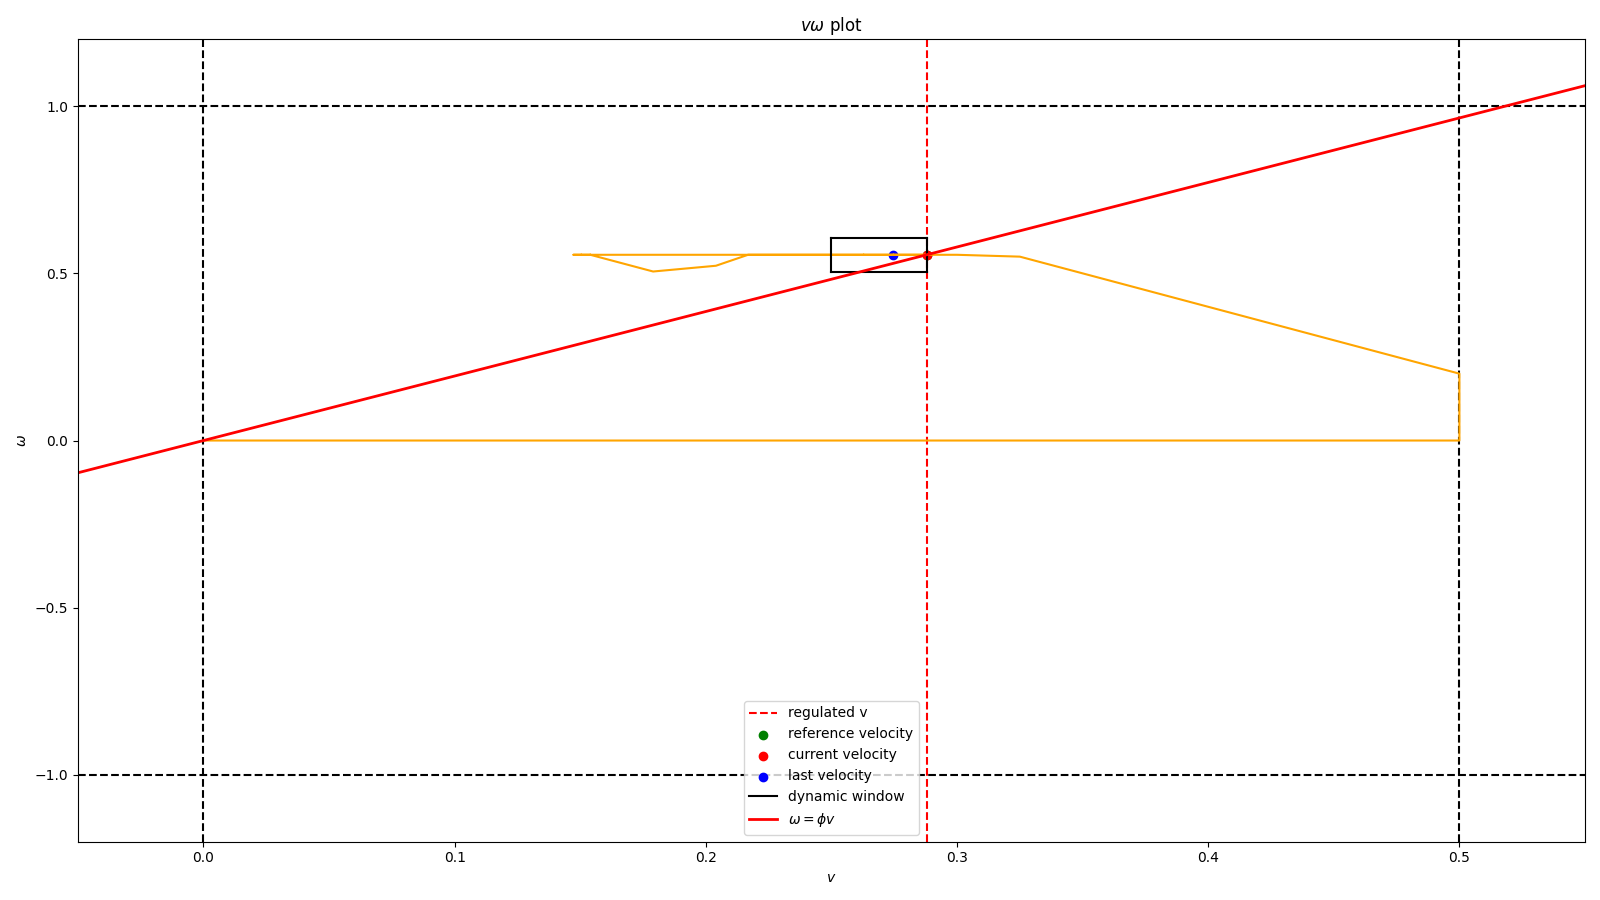 vω plot
ω
1.0
0.5
0.0
−0.5
−1.0
regulated v
reference velocity
current velocity
last velocity
dynamic window
ω = ϕv
0.0 0.1 0.2 0.3 0.4 0.5
v